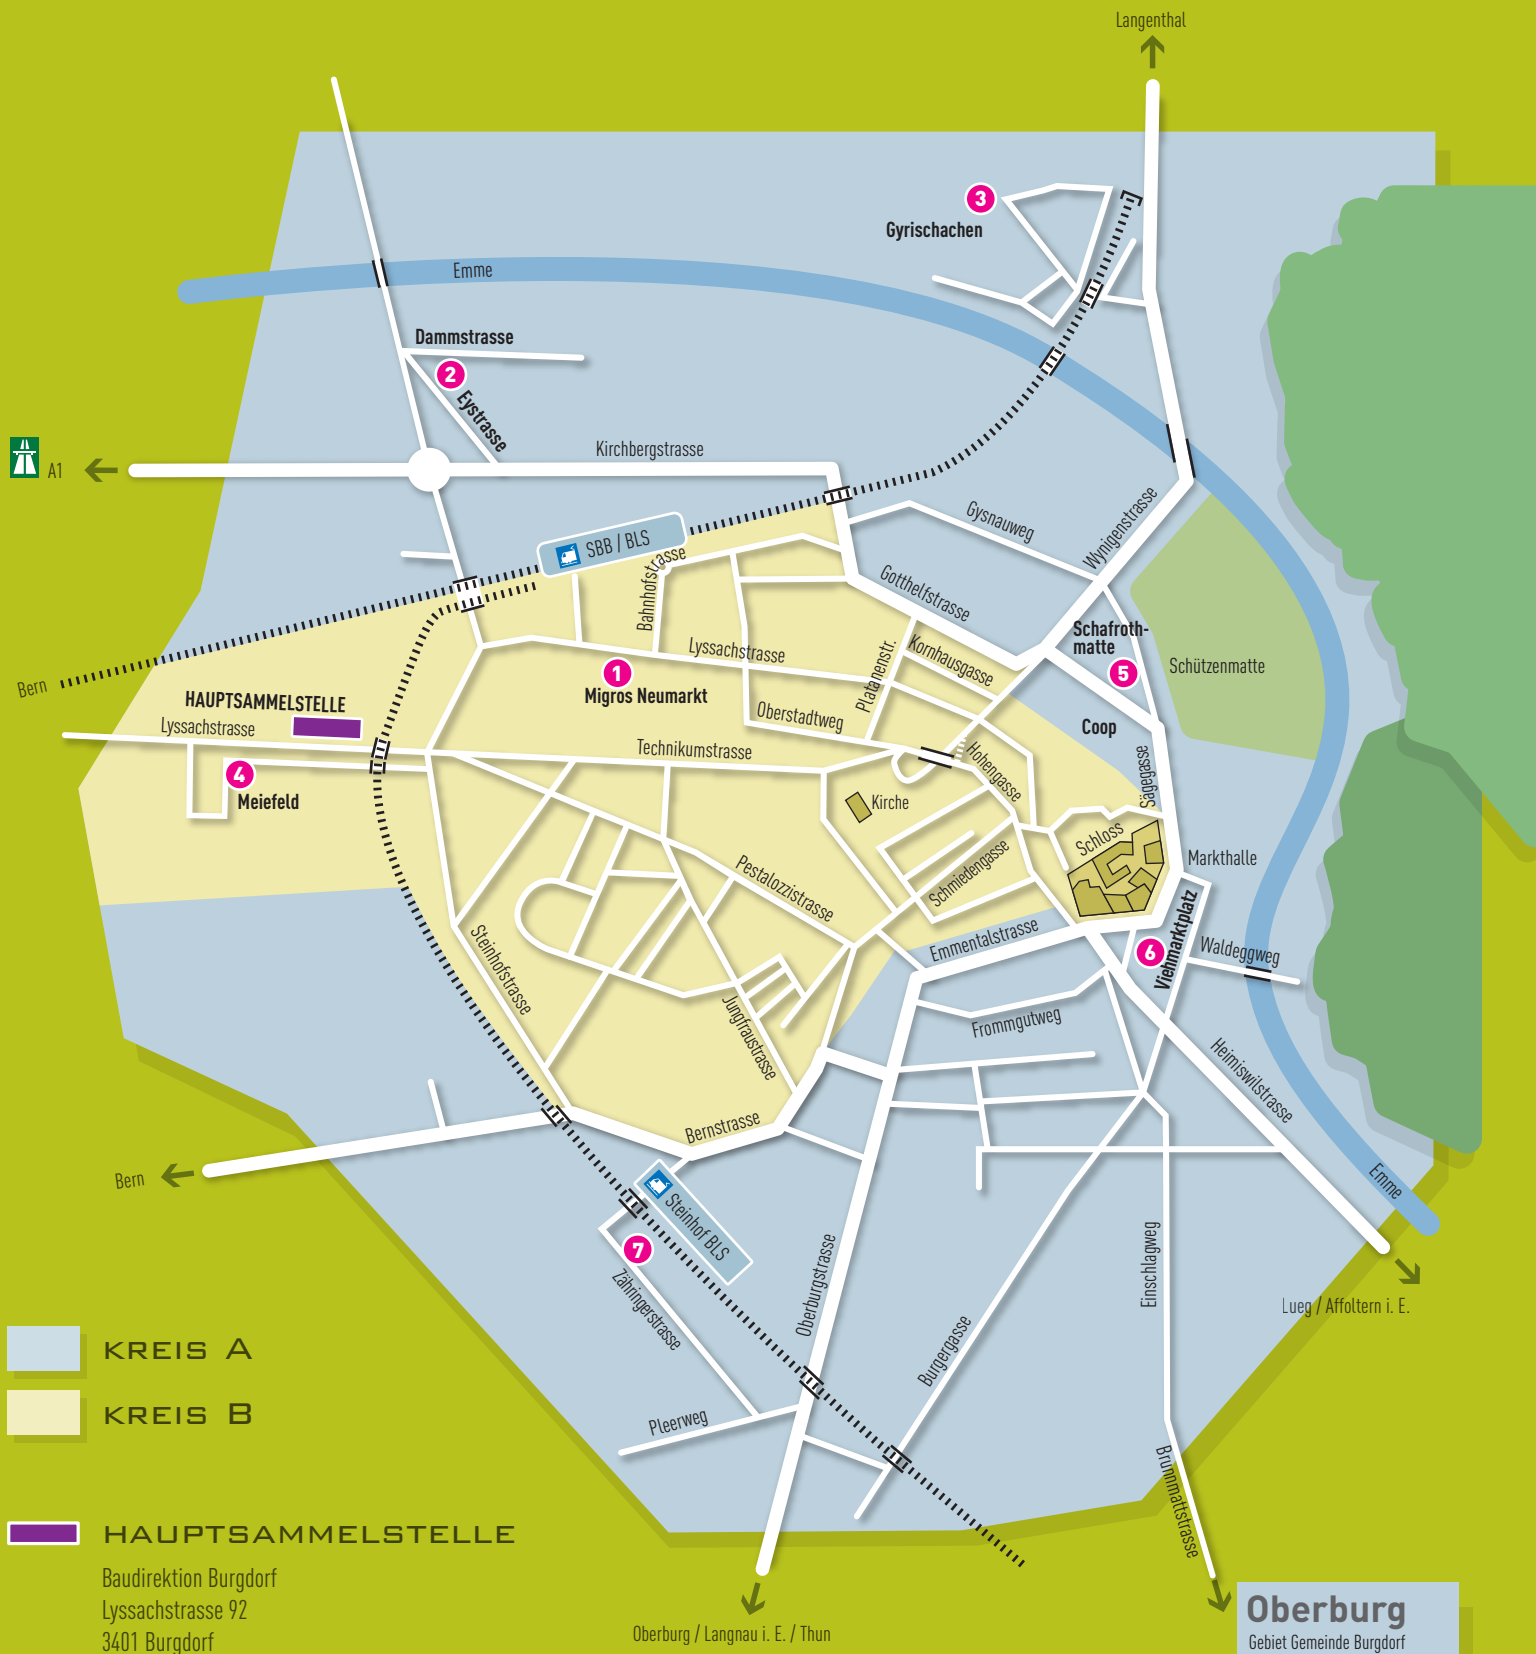 Langenthal
3
Gyrischachen
Emme
Dammstrasse
2
Eystrasse
Kirchbergstrasse
A1
Gysnauweg
Wynigenstrasse
SBB / BLS
Bahnhofstrasse
Gotthelfstrasse
Schafroth-
matte
5
Schützenmatte
Kornhausgasse
Platanenstr.
Lyssachstrasse
1
Migros Neumarkt
Bern
HAUPTSAMMELSTELLE
Lyssachstrasse
Oberstadtweg
Coop
Technikumstrasse
Hohengasse
Sägegasse
4
Meiefeld
Kirche
Schloss
Markthalle
Pestalozzistrasse
Schmiedengasse
Viehmarktplatz
6
Waldeggweg
Emmentalstrasse
Steinhofstrasse
Jungfraustrasse
Frommgutweg
Heimiswilstrasse
Bernstrasse
Bern
Emme
Steinhof BLS
7
Zähringerstrasse
Oberburgstrasse
Einschlagweg
Burgergasse
Lueg / Affoltern i. E.
Pleerweg
Brunnmattstrasse
KREIS A
KREIS B
HAUPTSAMMELSTELLE
Baudirektion Burgdorf
Lyssachstrasse 92
3401 Burgdorf
Oberburg / Langnau i. E. / Thun
Oberburg
Gebiet Gemeinde Burgdorf